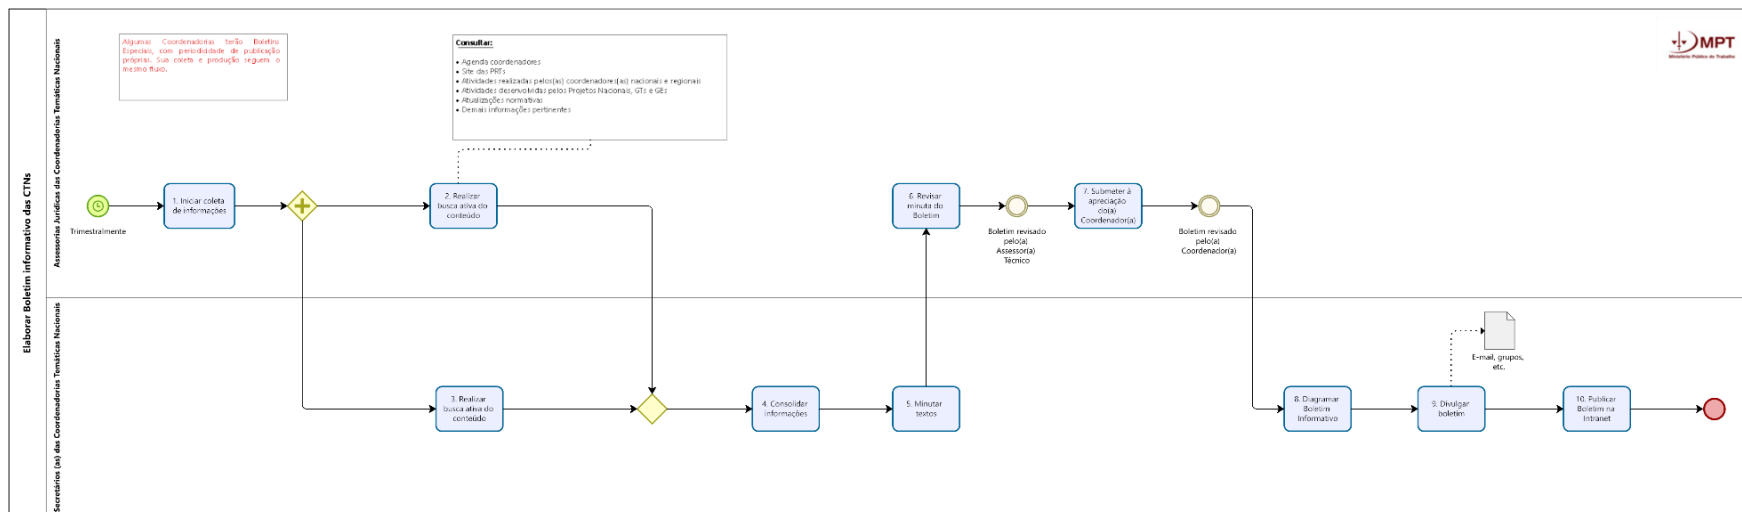 Elaborar Boletim informativo das CTNs
Assessorias Jurídicas das Coordenadorias Temáticas Nacionais
Algumas Coordenadorias terão Boletins
Especiais, com periodicidade de publicação
próprias. Sua coleta e produção seguem o
mesmo fluxo.
Consultar:
• Agenda coordenadores
• Site das PRTs
• Atividades realizadas pelos(as) coordenadores(as) nacionais e regionais
• Atividades desenvolvidas pelos Projetos Nacionais, GTs e GEs
• Atualizações normativas
• Demais informações pertinentes
MPT
Ministério Público do Trabalho
Trimestralmente
1. Iniciar coleta
de informações
2. Realizar
busca ativa do
conteúdo
6. Revisar
minuta do
Boletim
Boletim revisado
pelo(a)
Assessor(a)
Técnico
7. Submeter à
apreciação
do(a)
Coordenador(a)
Boletim revisado
pelo(a)
Coordenador(a)
Secretários (as) das Coordenadorias Temáticas Nacionais
3. Realizar
busca ativa do
conteúdo
4. Consolidar
informações
5. Minutar
textos
8. Diagramar
Boletim
Informativo
9. Divulgar
boletim
E-mail, grupos,
etc.
10. Publicar
Boletim na
Intranet